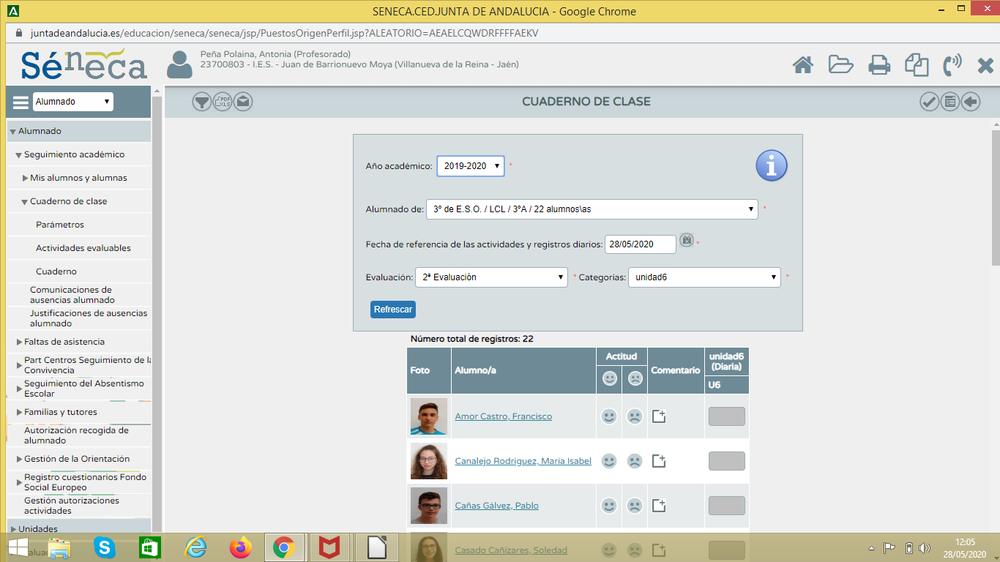 SENECA.CED.JUNTA DE ANDALUCIA - Google Chrome
juntadeandalucia.es/educacion/seneca/seneca/jsp/PuestosOrigenPerfil.jsp?ALEATORIO=AEAELCQWDRFFFFAEKV
Séneca
Peña Polaina, Antonia (Profesorado)
23700803 - I.E.S. - Juan de Barrionuevo Moya (Villanueva de la Reina - Jaén)
Alumnado
PDF
XLS
CUADERNO DE CLASE
Alumnado
Seguimiento académico
Mis alumnos y alumnas
Cuaderno de clase
Parámetros
Actividades evaluables
Cuaderno
Comunicaciones de
ausencias alumnado
Justificaciones de ausencias
alumnado
Faltas de asistencia
Part Centros Seguimiento de la
Convivencia
Seguimiento del Absentismo
Escolar
Familias y tutores
Autorización recogida de
alumnado
Gestión de la Orientación
Registro cuestionarios Fondo
Social Europeo
Gestión autorizaciones
actividades
Unidades
Año académico: 2019-2020 *
Alumnado de: 3º de E.S.O. / LCL / 3ºA / 22 alumnos\as *
Fecha de referencia de las actividades y registros diarios: 28/05/2020 *
Evaluación: 2ª Evaluación * Categorías: unidad6 *
Refrescar
Número total de registros: 22
Foto Alumno/a Actitud Comentario unidad6
(Diaria)
U6
Amor Castro, Francisco
Canalejo Rodríguez, María Isabel
Cañas Gálvez, Pablo
Casado Cañizares, Soledad
12:05
28/05/2020